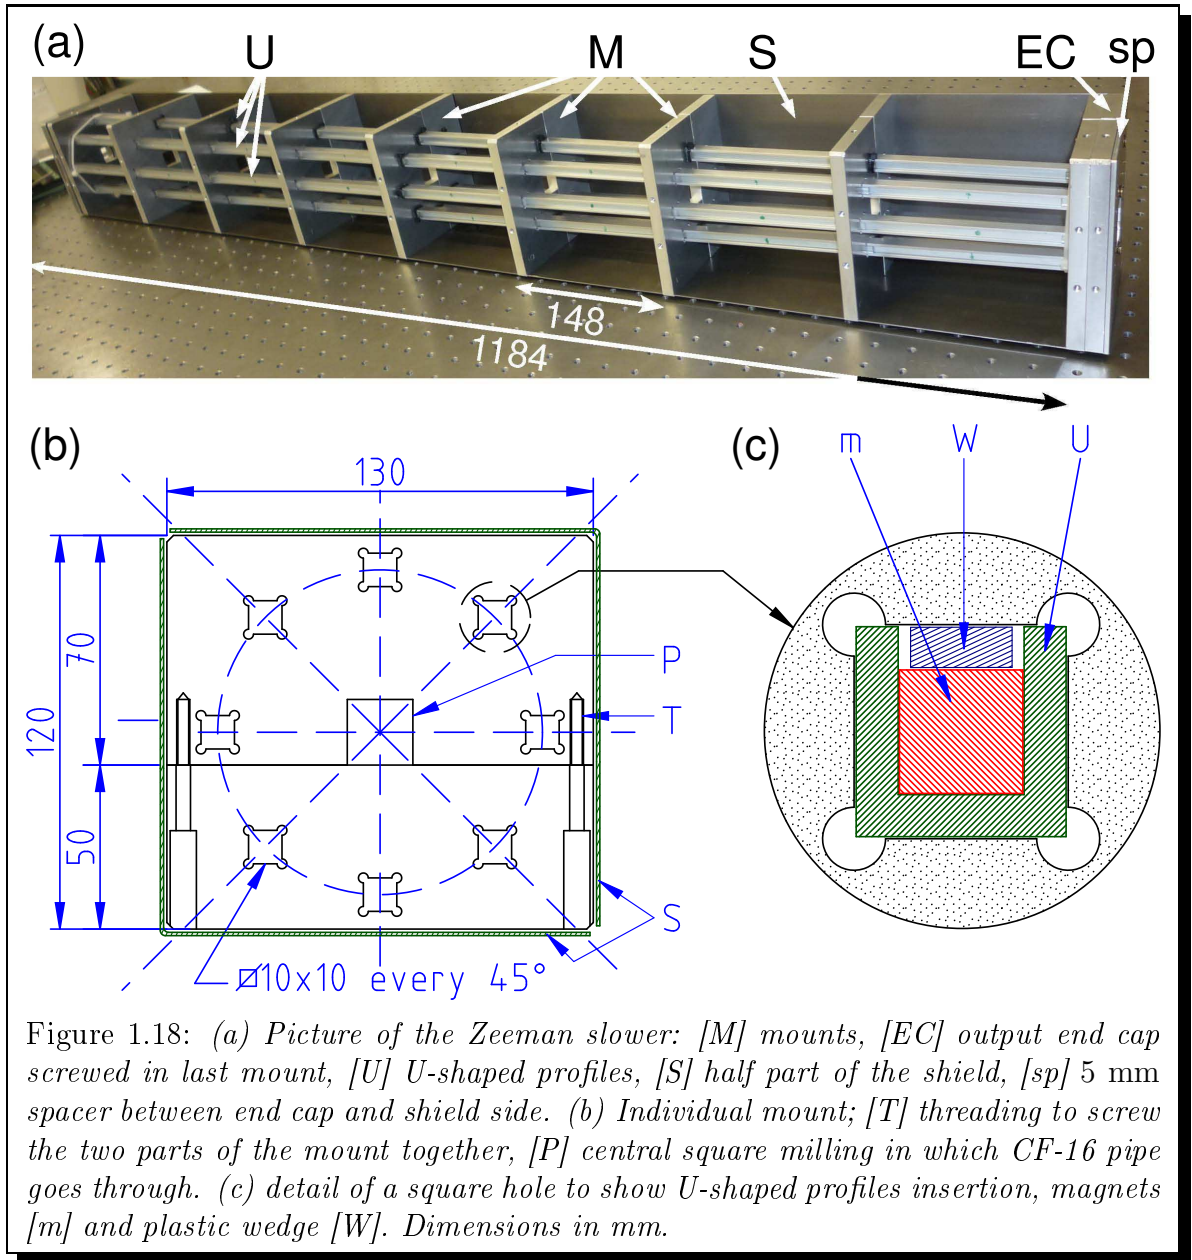 (a)
U
M
S
EC
sp
148
1184
(b)
(c)
130
120
70
50
P
T
S
10x10 every 45°
m
W
U
Figure 1.18: (a) Picture of the Zeeman slower: [M] mounts, [EC] output end cap
screwed in last mount, [U] U-shaped profiles, [S] half part of the shield, [sp] 5 mm
spacer between end cap and shield side. (b) Individual mount; [T] threading to screw
the two parts of the mount together, [P] central square milling in which CF-16 pipe
goes through. (c) detail of a square hole to show U-shaped profiles insertion, magnets
[m] and plastic wedge [W]. Dimensions in mm.